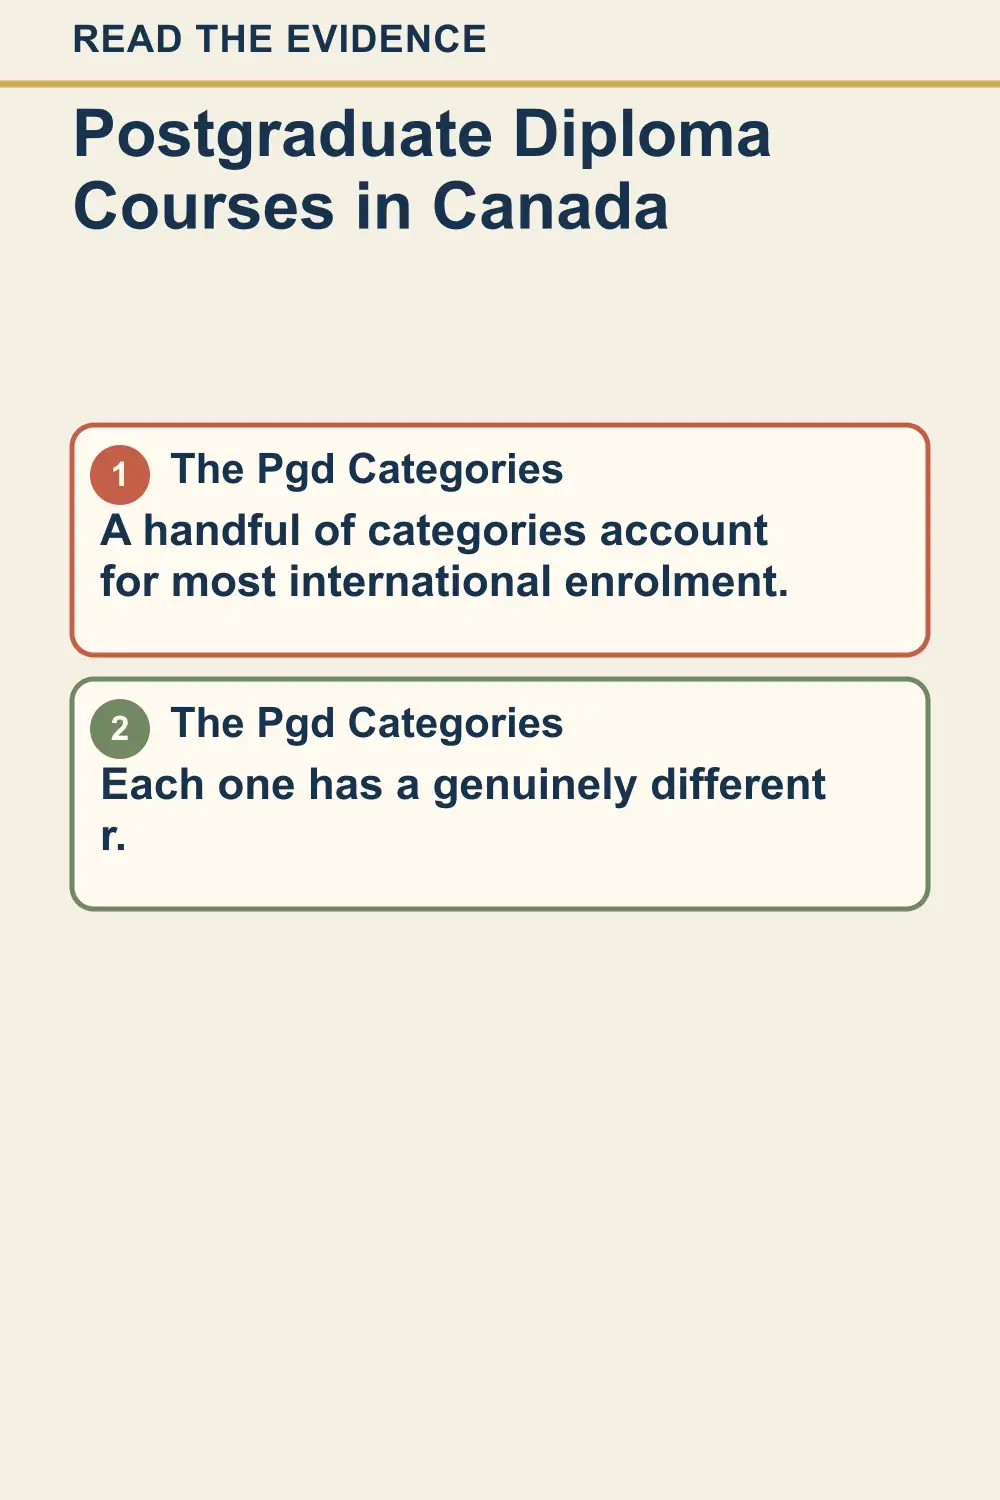 READ THE EVIDENCE
Postgraduate Diploma
Courses in Canada
1 The Pgd Categories
A handful of categories account
for most international enrolment.
2 The Pgd Categories
Each one has a genuinely different
r.